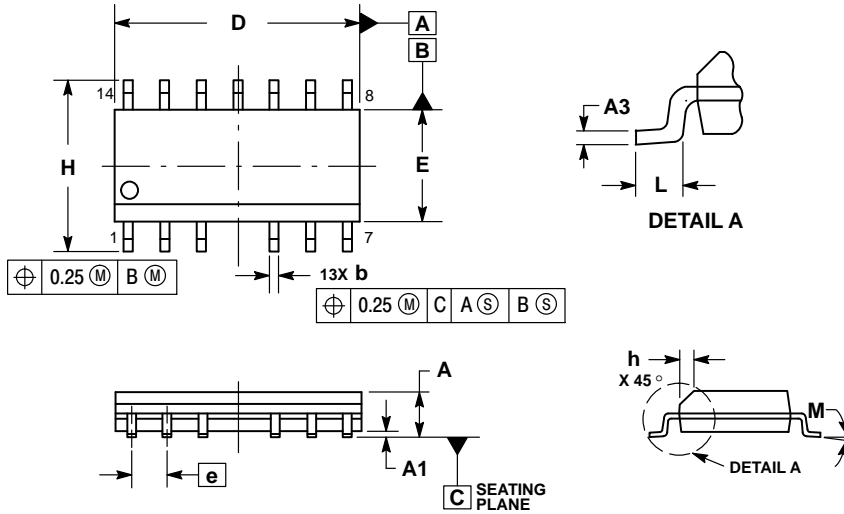 D
A
B
14
8
H
E
1
7
⌖ 0.25 Ⓜ B Ⓜ
13X b
⌖ 0.25 Ⓜ C A Ⓢ B Ⓢ
A3
L
DETAIL A
A
A1
e
C SEATING
PLANE
h
X 45°
M
DETAIL A